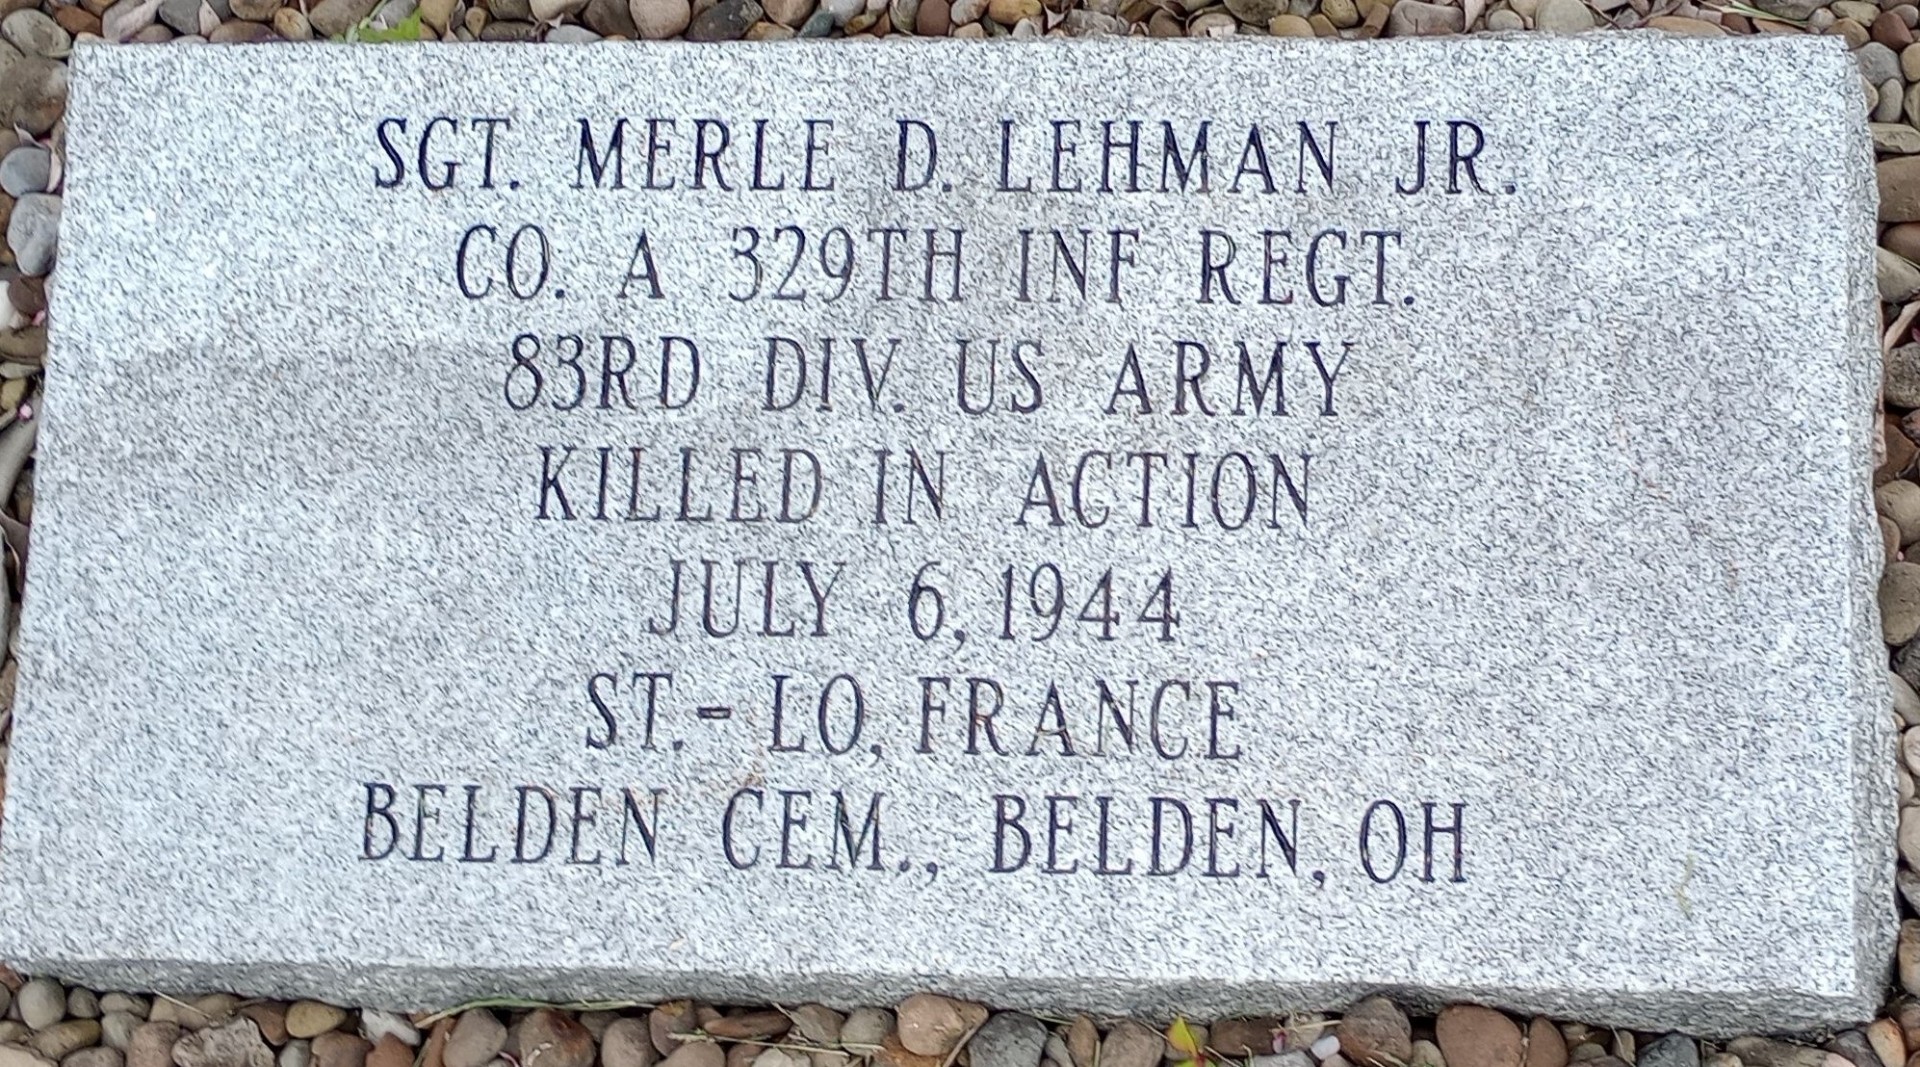 SGT. MERLE D. LEHMAN JR.
CO. A 329TH INF REGT.
83RD DIV. US ARMY
KILLED IN ACTION
JULY 6, 1944
ST.-LO, FRANCE
BELDEN CEM., BELDEN, OH